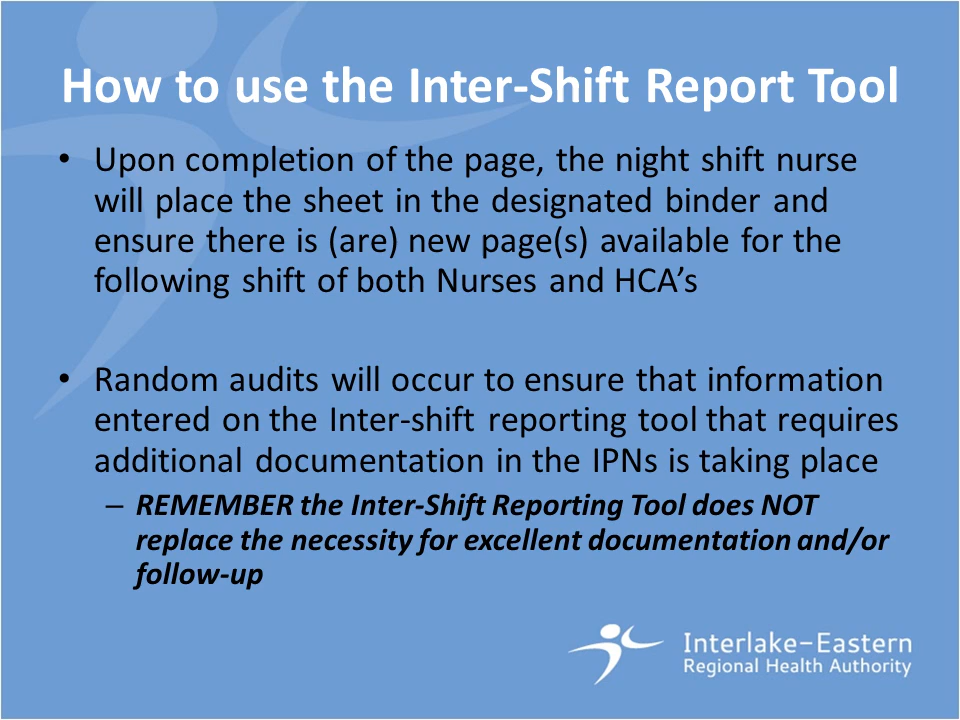 How to use the Inter-Shift Report Tool
• Upon completion of the page, the night shift nurse
will place the sheet in the designated binder and
ensure there is (are) new page(s) available for the
following shift of both Nurses and HCA’s
• Random audits will occur to ensure that information
entered on the Inter-shift reporting tool that requires
additional documentation in the IPNs is taking place
– REMEMBER the Inter-Shift Reporting Tool does NOT
replace the necessity for excellent documentation and/or
follow-up
Interlake-Eastern
Regional Health Authority